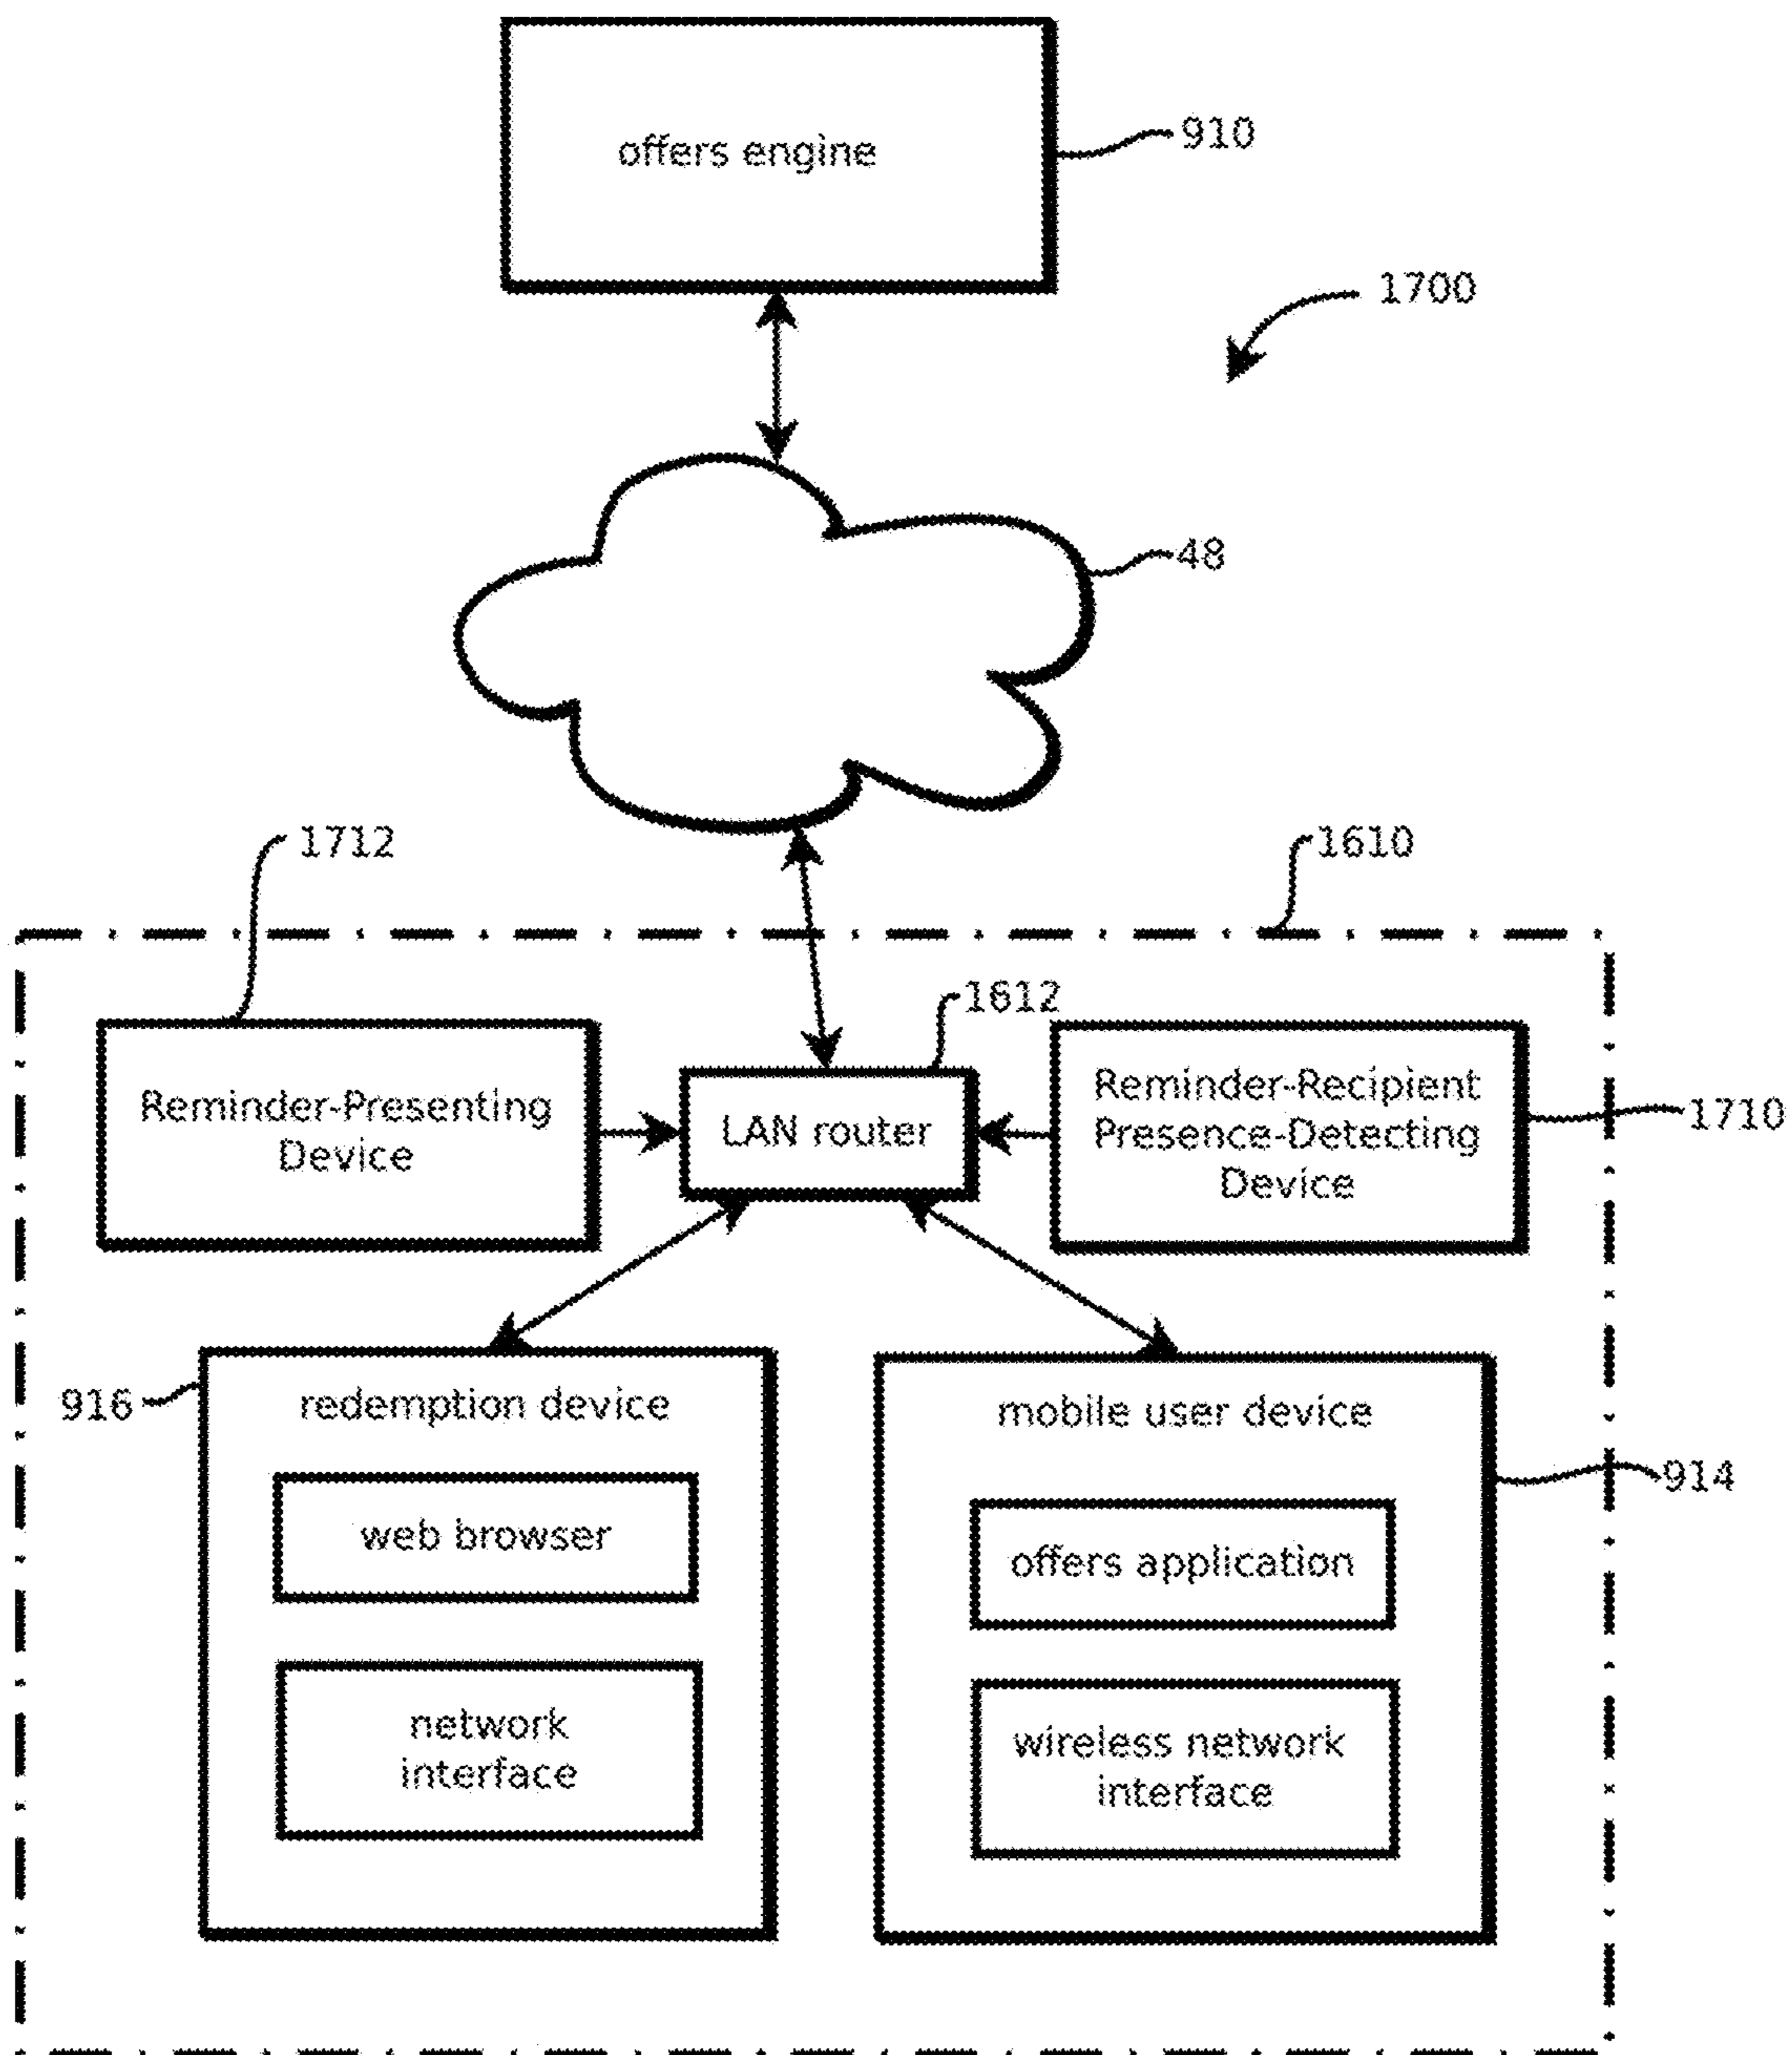 offers engine
910
1700
48
1712
1610
1612
Reminder-Presenting
Device
LAN router
Reminder-Recipient
Presence-Detecting
Device
1710
916
redemption device
mobile user device
914
web browser
offers application
network
interface
wireless network
interface